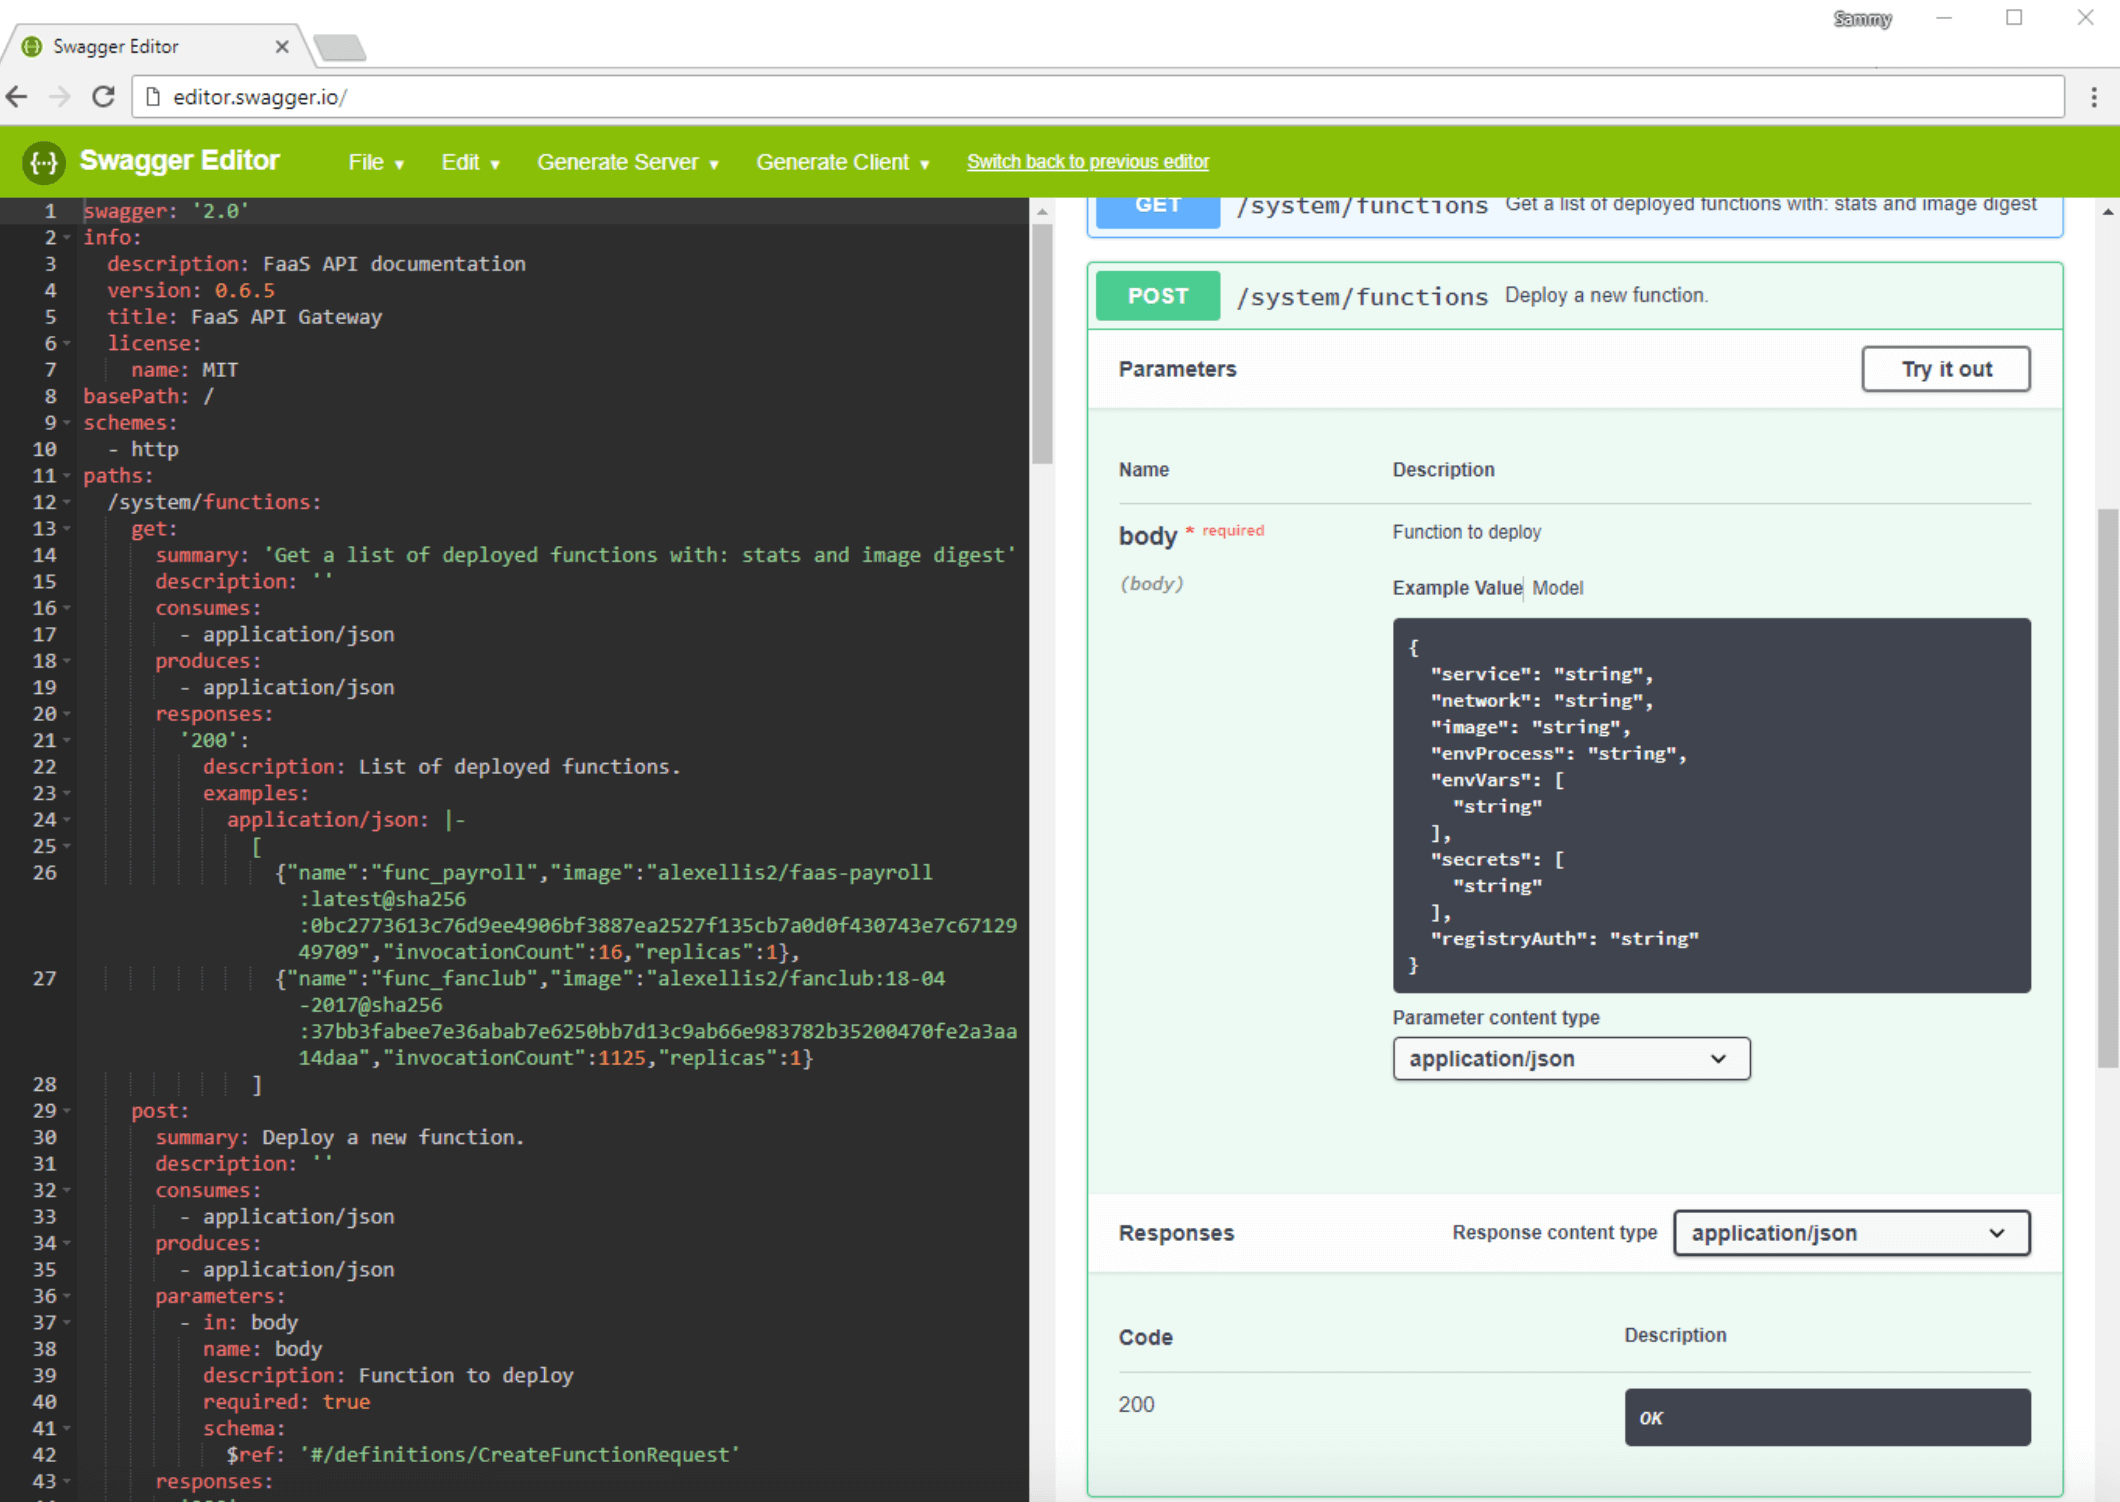 Sammy
Swagger Editor
editor.swagger.io/
{···} Swagger Editor File Edit Generate Server Generate Client Switch back to previous editor
1 swagger: '2.0'
2 info:
3 description: FaaS API documentation
4 version: 0.6.5
5 title: FaaS API Gateway
6 license:
7 name: MIT
8 basePath: /
9 schemes:
10 - http
11 paths:
12 /system/functions:
13 get:
14 summary: 'Get a list of deployed functions with: stats and image digest'
15 description: ''
16 consumes:
17 - application/json
18 produces:
19 - application/json
20 responses:
21 '200':
22 description: List of deployed functions.
23 examples:
24 application/json: |-
25 [
26 {"name":"func_payroll","image":"alexellis2/faas-payroll
:latest@sha256
:0bc2773613c76d9ee4906bf3887ea2527f135cb7a0d0f430743e7c67129
49709","invocationCount":16,"replicas":1},
27 {"name":"func_fanclub","image":"alexellis2/fanclub:18-04
-2017@sha256
:37bb3fabee7e36abab7e6250bb7d13c9ab66e983782b35200470fe2a3aa
14daa","invocationCount":1125,"replicas":1}
28 ]
29 post:
30 summary: Deploy a new function.
31 description: ''
32 consumes:
33 - application/json
34 produces:
35 - application/json
36 parameters:
37 - in: body
38 name: body
39 description: Function to deploy
40 required: true
41 schema:
42 $ref: '#/definitions/CreateFunctionRequest'
43 responses:
GET /system/functions Get a list of deployed functions with: stats and image digest
POST /system/functions Deploy a new function.
Parameters Try it out
Name Description
body * required Function to deploy
(body)
Example Value Model
{
"service": "string",
"network": "string",
"image": "string",
"envProcess": "string",
"envVars": [
"string"
],
"secrets": [
"string"
],
"registryAuth": "string"
}
Parameter content type
application/json
Responses Response content type application/json
Code Description
200 OK